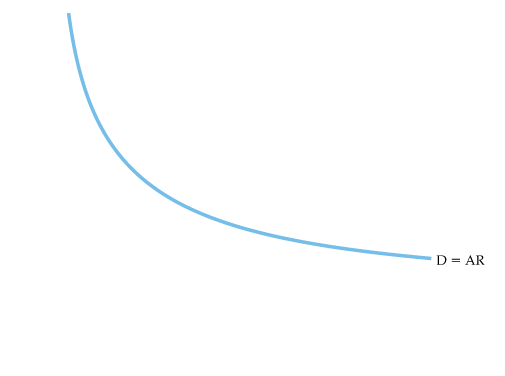 D = AR